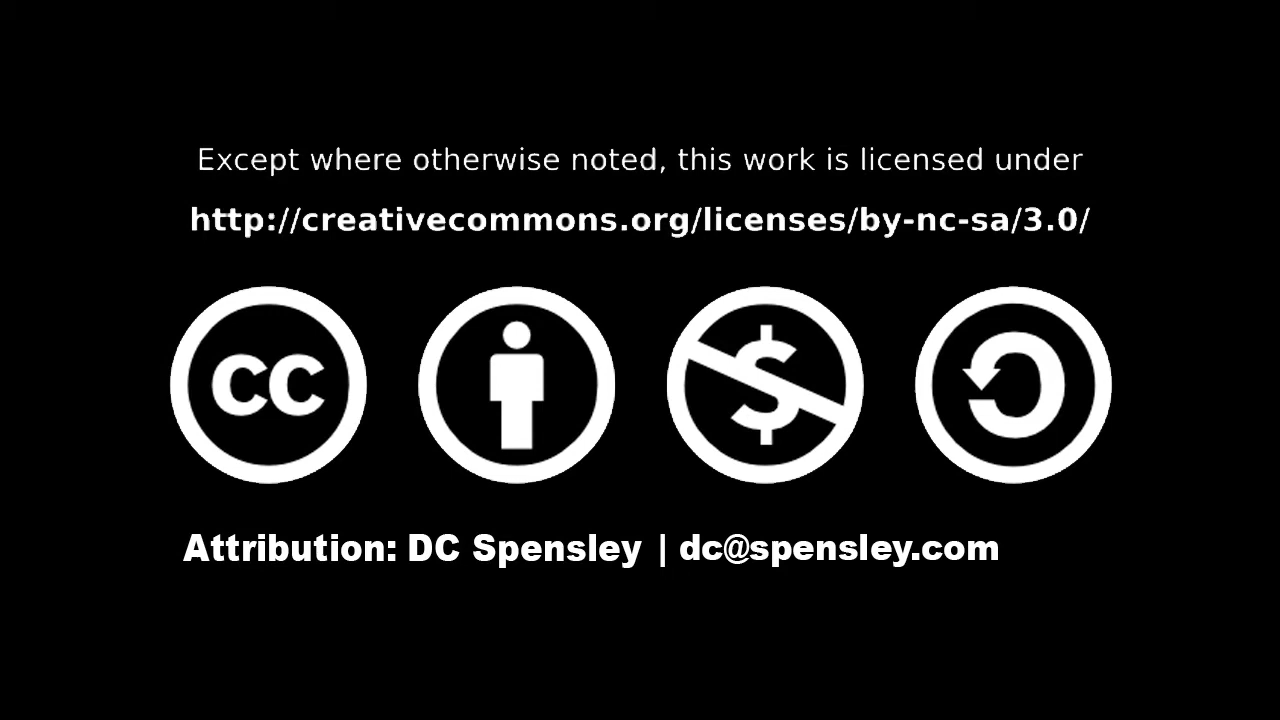 Except where otherwise noted, this work is licensed under
http://creativecommons.org/licenses/by-nc-sa/3.0/
cc
$
Attribution: DC Spensley | dc@spensley.com